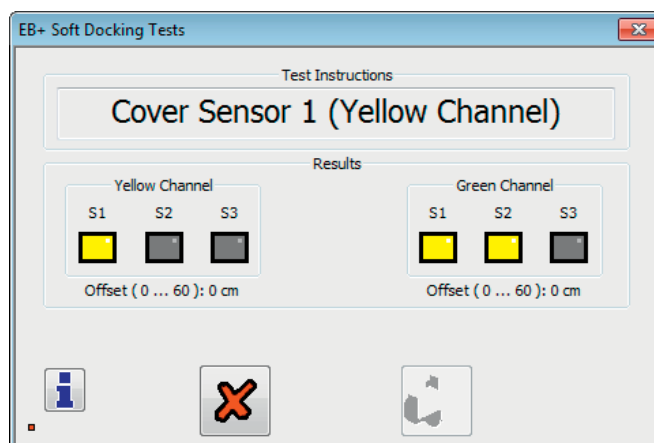 EB+ Soft Docking Tests
Test Instructions
Cover Sensor 1 (Yellow Channel)
Results
Yellow Channel
S1 S2 S3
Offset ( 0 ... 60 ): 0 cm
Green Channel
S1 S2 S3
Offset ( 0 ... 60 ): 0 cm